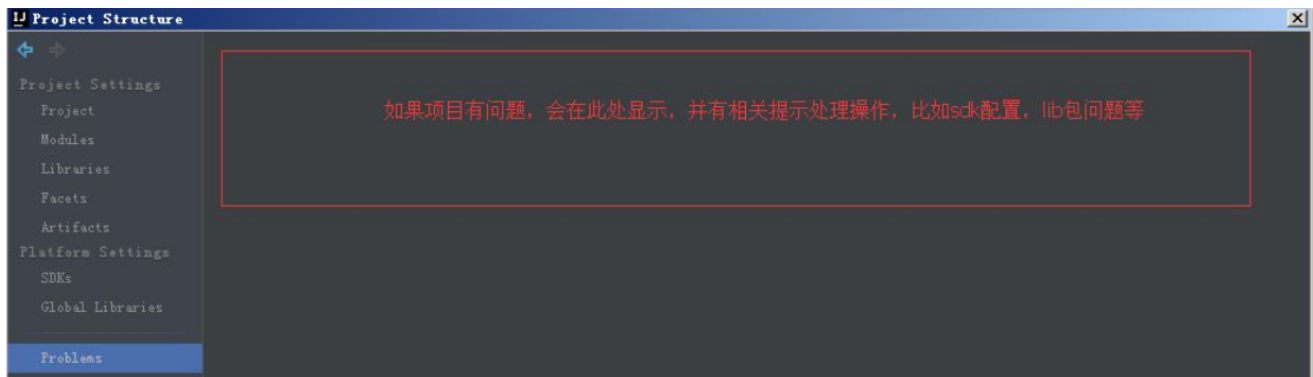 Project Structure
Project Settings
Project
Modules
Libraries
Facets
Artifacts
Platform Settings
SDKs
Global Libraries
Problems
如果项目有问题，会在此处显示，并有相关提示处理操作，比如sdk配置，lib包问题等